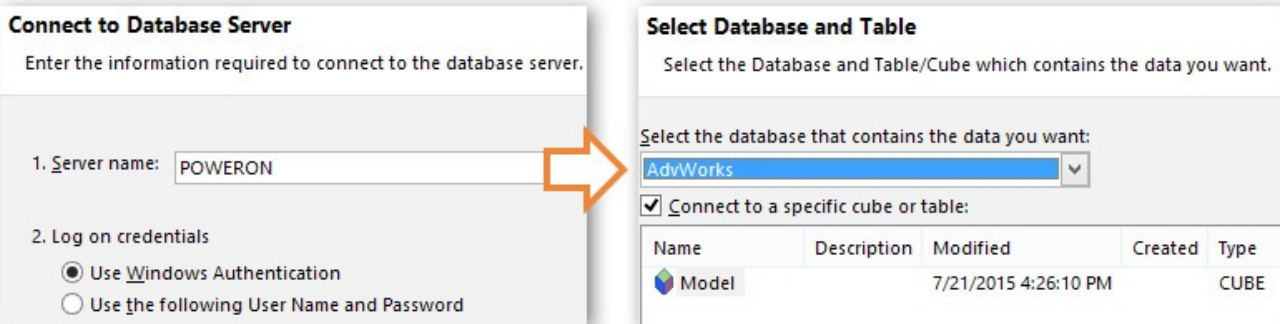 Connect to Database Server
Enter the information required to connect to the database server.
1. Server name: POWERON
2. Log on credentials
Use Windows Authentication
Use the following User Name and Password
Select Database and Table
Select the Database and Table/Cube which contains the data you want.
Select the database that contains the data you want:
AdvWorks
Connect to a specific cube or table:
Name Description Modified Created Type
Model 7/21/2015 4:26:10 PM CUBE